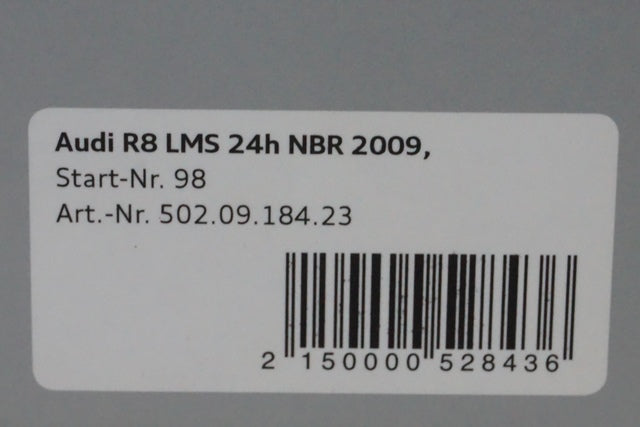 Audi R8 LMS 24h NBR 2009,
Start-Nr. 98
Art.-Nr. 502.09.184.23
2 150000 528436